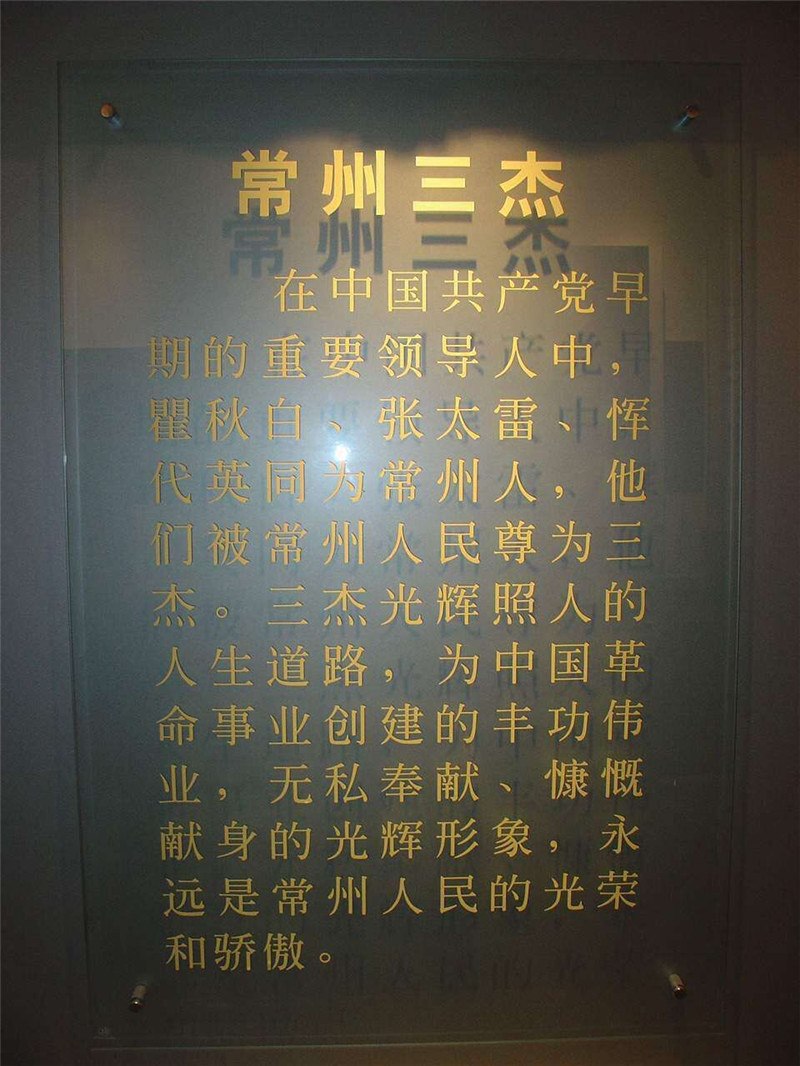 常州三杰
在中国共产党早
期的重要领导人中，
瞿秋白、张太雷、恽
代英同为常州人，他
们被常州人民尊为三
杰。三杰光辉照人的
人生道路，为中国革
命事业创建的丰功伟
业，无私奉献、慷慨
献身的光辉形象，永
远是常州人民的光荣
和骄傲。